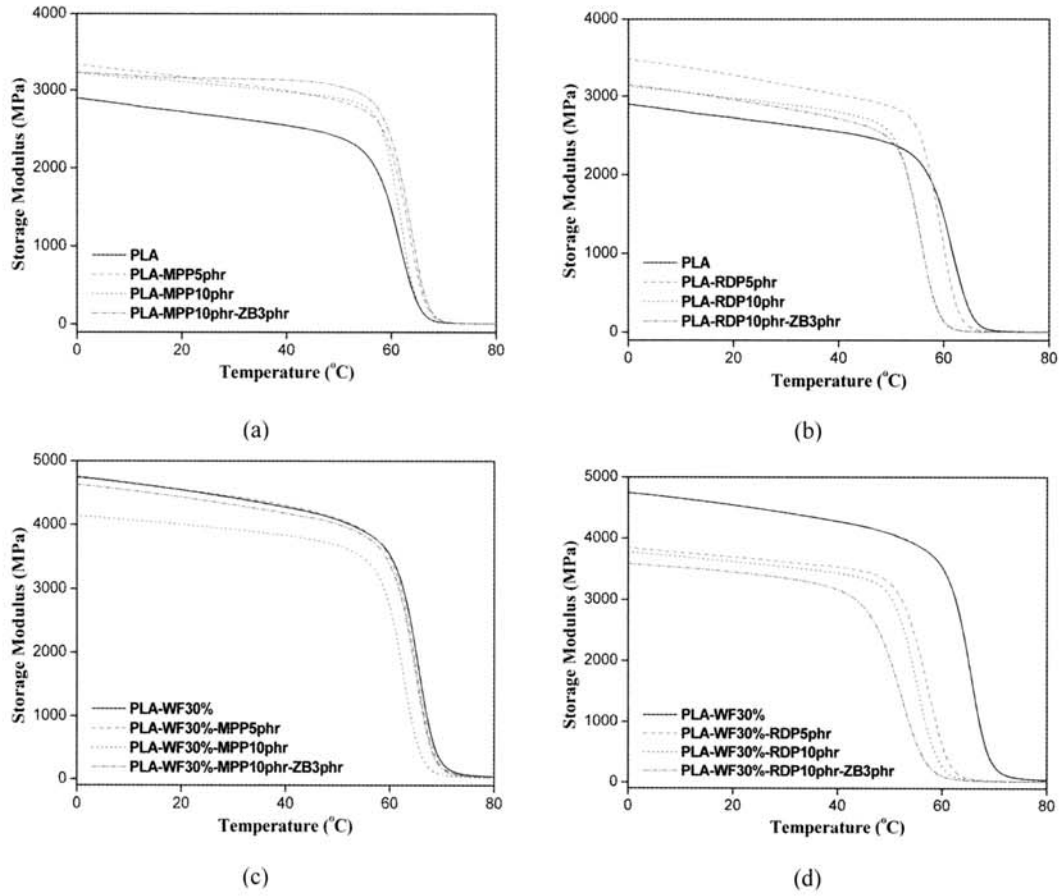 4000
3000
2000
1000
0
Storage Modulus (MPa)
PLA
PLA-MPP5phr
PLA-MPP10phr
PLA-MPP10phr-ZB3phr
0
20
40
60
80
Temperature (°C)
(a)
4000
3000
2000
1000
0
Storage Modulus (MPa)
PLA
PLA-RDP5phr
PLA-RDP10phr
PLA-RDP10phr-ZB3phr
0
20
40
60
80
Temperature (°C)
(b)
5000
4000
3000
2000
1000
0
Storage Modulus (MPa)
PLA-WF30%
PLA-WF30%-MPP5phr
PLA-WF30%-MPP10phr
PLA-WF30%-MPP10phr-ZB3phr
0
20
40
60
80
Temperature (°C)
(c)
5000
4000
3000
2000
1000
0
Storage Modulus (MPa)
PLA-WF30%
PLA-WF30%-RDP5phr
PLA-WF30%-RDP10phr
PLA-WF30%-RDP10phr-ZB3phr
0
20
40
60
80
Temperature (°C)
(d)